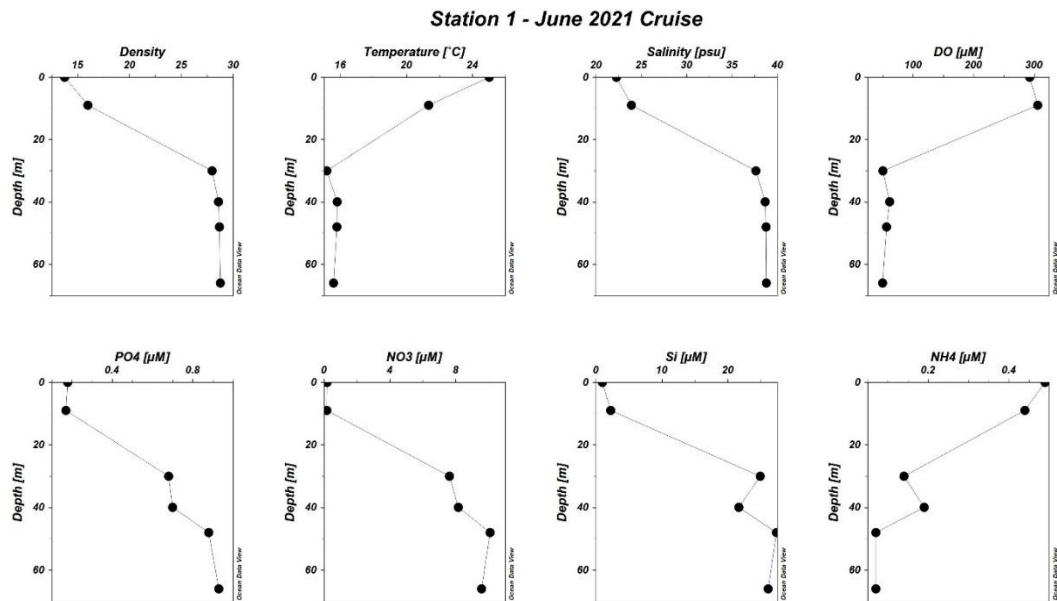 Station 1 - June 2021 Cruise
Density Temperature [˚C] Salinity [psu] DO [µM]
15 20 25 30 16 20 24 20 25 30 35 40 100 200 300
0 0 0 0
20 20 20 20
40 40 40 40
60 60 60 60
Depth [m] Depth [m] Depth [m] Depth [m]
Ocean Data View Ocean Data View Ocean Data View Ocean Data View
PO4 [µM] NO3 [µM] Si [µM] NH4 [µM]
0.4 0.8 0 4 8 0 10 20 0.2 0.4
0 0 0 0
20 20 20 20
40 40 40 40
60 60 60 60
Depth [m] Depth [m] Depth [m] Depth [m]
Ocean Data View Ocean Data View Ocean Data View Ocean Data View